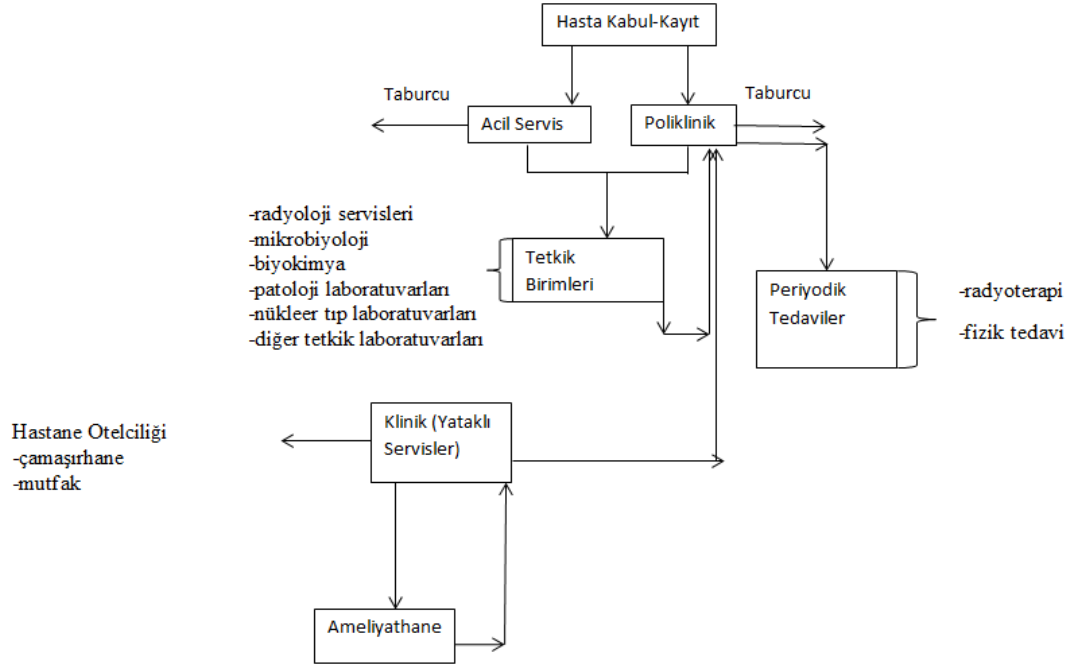 Hasta Kabul-Kayıt
Taburcu
Taburcu
Acil Servis
Poliklinik
-radyoloji servisleri
-mikrobiyoloji
-biyokimya
-patoloji laboratuvarları
-nükleer tıp laboratuvarları
-diğer tetkik laboratuvarları
Tetkik
Birimleri
Periyodik
Tedaviler
-radyoterapi
-fizik tedavi
Klinik (Yataklı
Servisler)
Hastane Otelciliği
-çamaşırhane
-mutfak
Ameliyathane